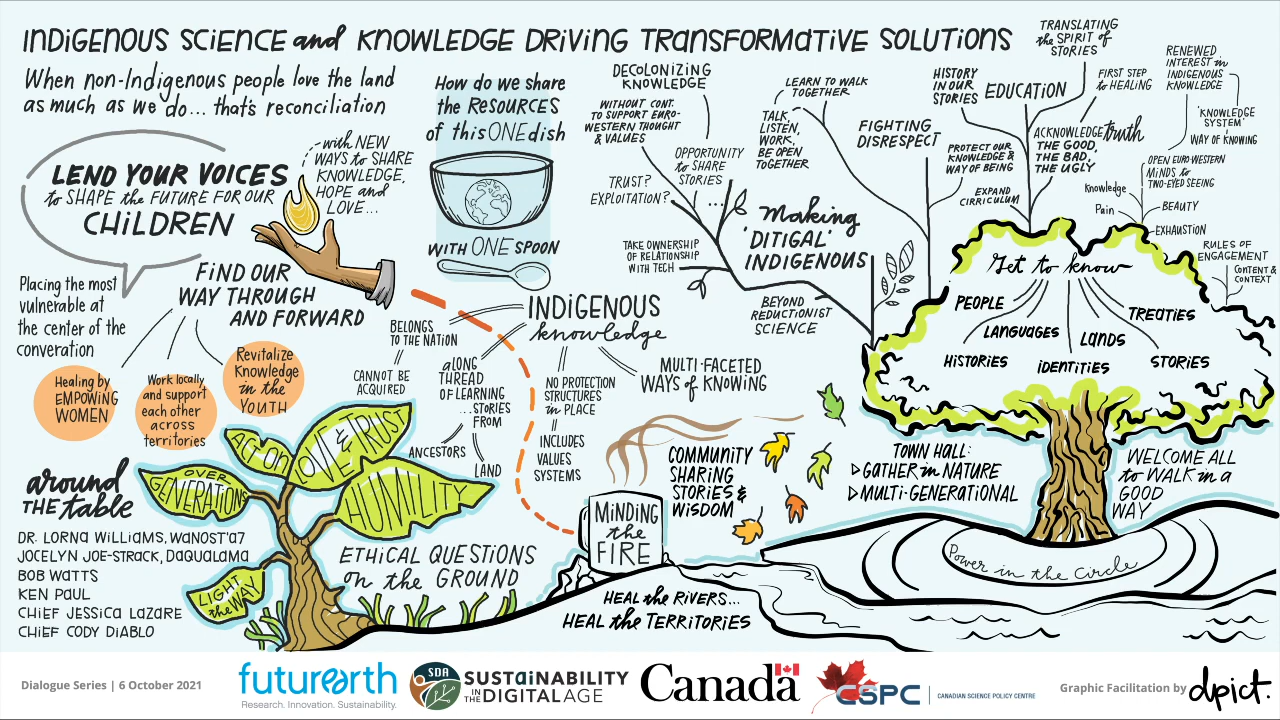 INDIGENOUS SCIENCE and KNOWLEDGE DRIVING TRANSFORMATIVE SOLUTIONS
When non-Indigenous people love the land
as much as we do... that's reconciliation
LEND YOUR VOICES
to SHAPE the FUTURE FOR OUR
CHILDREN
with NEW
WAYS to SHARE
KNOWLEDGE,
HOPE and
LOVE...
How do we share
the RESOURCES
of this ONE dish
WITH ONE SPOON
Placing the most
vulnerable at
the center of the
converation
FIND OUR
WAY THROUGH
AND FORWARD
Healing by
EMPOWING
WOMEN
Work locally
and support
each other
across
territories
Revitalize
Knowledge
in the
YOUTH
around
THE table
DR. LORNA WILLIAMS, WANOST'A7
JOCELYN JOE-STRACK, DAQUALAMA
BOB WATTS
KEN PAUL
CHIEF JESSICA LAZARE
CHIEF CODY DIABLO
OVER
GENERATIONS
ACTION
LOVE & TRUST
HUMILITY
LIGHT
the WAY
ETHICAL QUESTIONS
on the GROUND
INDIGENOUS
knowledge
BELONGS
TO THE NATION
CANNOT BE
ACQUIRED
aLONG
THREAD
OF LEARNING
...STORIES
FROM
ANCESTORS
LAND
NO PROTECTION
STRUCTURES
in PLACE
INCLUDES
VALUES
SYSTEMS
MULTI-FACETED
WAYS of KNOWING
MINDING
the
FIRE
COMMUNITY
SHARING
STORIES &
WISDOM
HEAL the RIVERS...
HEAL the TERRITORIES
DECOLONIZING
KNOWLEDGE
WITHOUT CONT.
TO SUPPORT EURO-
WESTERN THOUGHT
& VALUES
OPPORTUNITY
to SHARE
STORIES
...
TRUST?
EXPLOITATION?
TAKE OWNERSHIP
OF RELATIONSHIP
WITH TECH
Making
'DITIGAL'
INDIGENOUS
BEYOND
REDUCTIONIST
SCIENCE
LEARN TO WALK
TOGETHER
TALK,
LISTEN,
WORK,
BE OPEN
TOGETHER
FIGHTING
DISRESPECT
HISTORY
IN OUR
STORIES
PROTECT OUR
KNOWLEDGE &
WAY OF BEING
EDUCATION
EXPAND
CIRRICULUM
TRANSLATING
the SPIRIT of
STORIES
FIRST STEP
to HEALING
ACKNOWLEDGE truth
THE GOOD,
THE BAD,
THE UGLY
RENEWED
INTEREST in
INDIGENOUS
KNOWLEDGE
'KNOWLEDGE
SYSTEM'
WAY OF KNOWING
OPEN EURO-WESTERN
MINDS to
TWO-EYED SEEING
Knowledge
Pain
BEAUTY
EXHAUSTION
RULES OF
ENGAGEMENT
CONTENT &
CONTEXT
Get to know
PEOPLE
LANGUAGES
HISTORIES
IDENTITIES
LANDS
TREATIES
STORIES
TOWN HALL:
GATHER in NATURE
MULTI-GENERATIONAL
WELCOME ALL
to WALK in a
GOOD
WAY
Power in the Circle
Dialogue Series | 6 October 2021
futurearth
Research. Innovation. Sustainability.
SDA
SUSTAINABILITY
IN THE DIGITAL AGE
Canada
CSPC
CANADIAN SCIENCE POLICY CENTRE
Graphic Facilitation by
dpict.